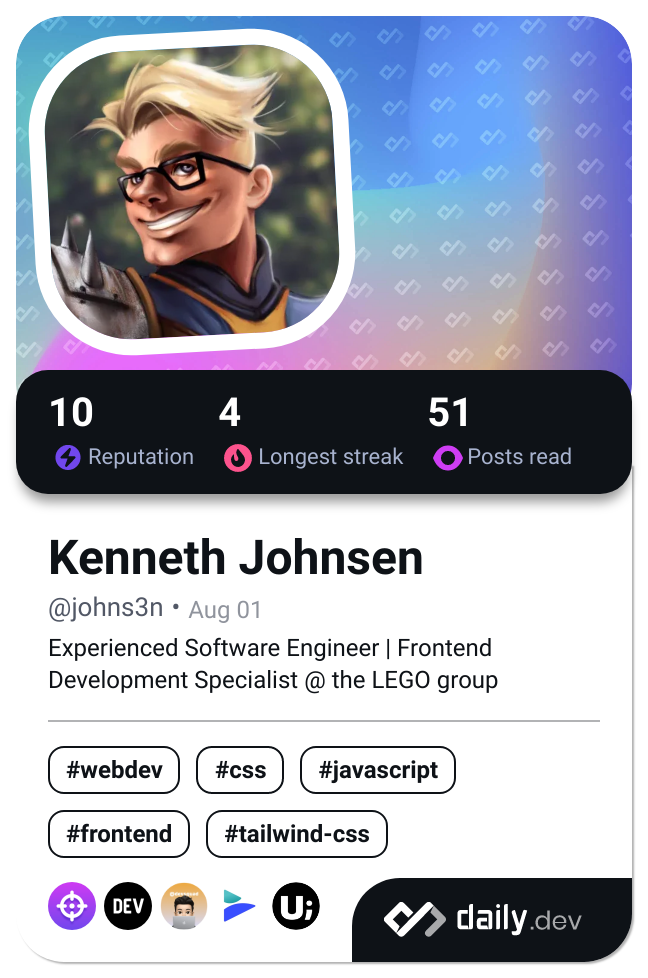 10
4
51
Reputation
Longest streak
Posts read
Kenneth Johnsen
@johns3n • Aug 01
Experienced Software Engineer | Frontend
Development Specialist @ the LEGO group
#webdev
#css
#javascript
#frontend
#tailwind-css
DEV
U;
daily.dev